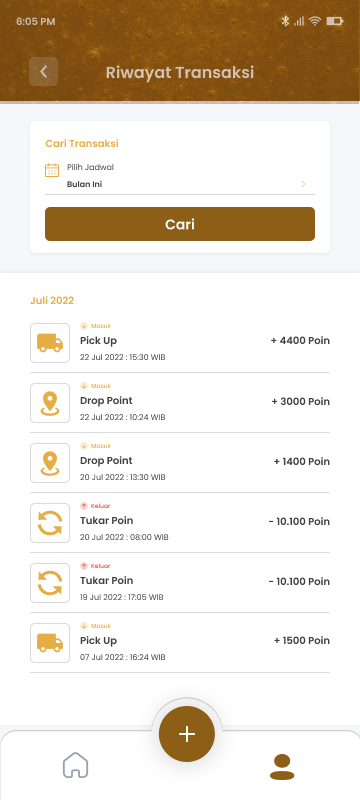 6:05 PM
Riwayat Transaksi
Cari Transaksi
Pilih Jadwal
Bulan Ini
Cari
Juli 2022
Masuk
Pick Up
+ 4400 Poin
22 Jul 2022 : 15:30 WIB
Masuk
Drop Point
+ 3000 Poin
22 Jul 2022 : 10:24 WIB
Masuk
Drop Point
+ 1400 Poin
20 Jul 2022 : 13:30 WIB
Keluar
Tukar Poin
- 10.100 Poin
20 Jul 2022 : 08:00 WIB
Keluar
Tukar Poin
- 10.100 Poin
19 Jul 2022 : 17:05 WIB
Masuk
Pick Up
+ 1500 Poin
07 Jul 2022 : 16:24 WIB